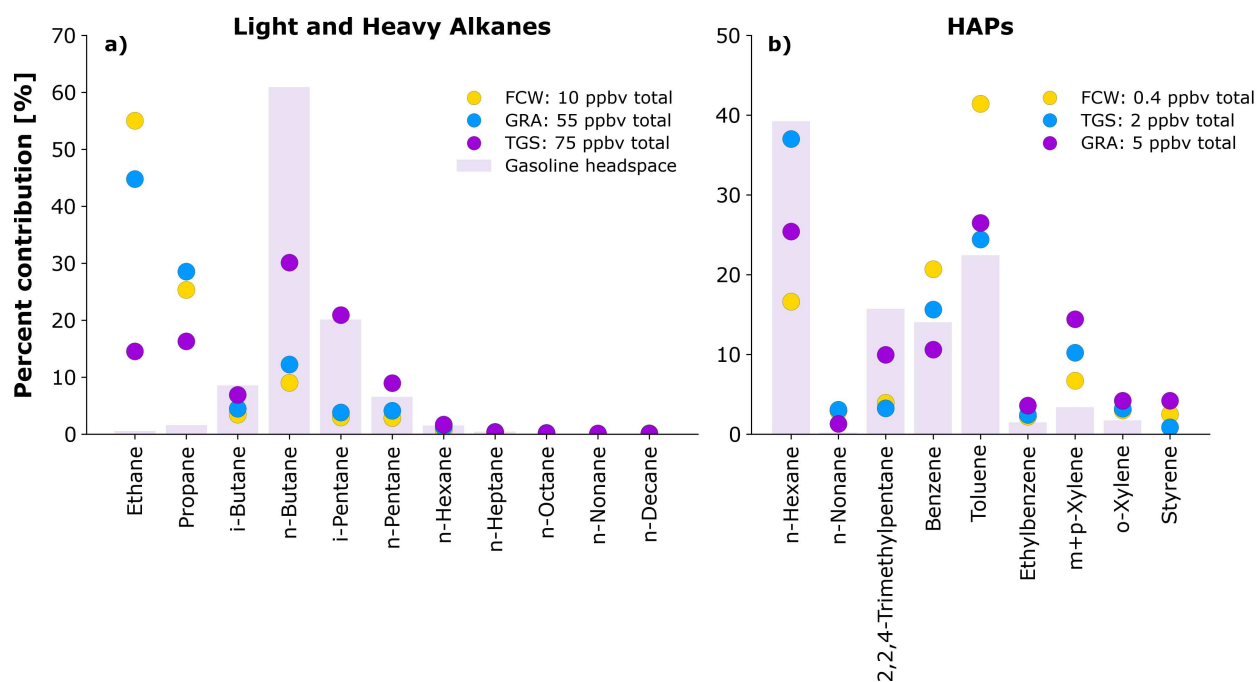 Light and Heavy Alkanes
a)
Percent contribution [%]
70
60
50
40
30
20
10
0
FCW: 10 ppbv total
GRA: 55 ppbv total
TGS: 75 ppbv total
Gasoline headspace
Ethane
Propane
i-Butane
n-Butane
i-Pentane
n-Pentane
n-Hexane
n-Heptane
n-Octane
n-Nonane
n-Decane
HAPs
b)
50
40
30
20
10
0
FCW: 0.4 ppbv total
TGS: 2 ppbv total
GRA: 5 ppbv total
n-Hexane
n-Nonane
2,2,4-Trimethylpentane
Benzene
Toluene
Ethylbenzene
m+p-Xylene
o-Xylene
Styrene